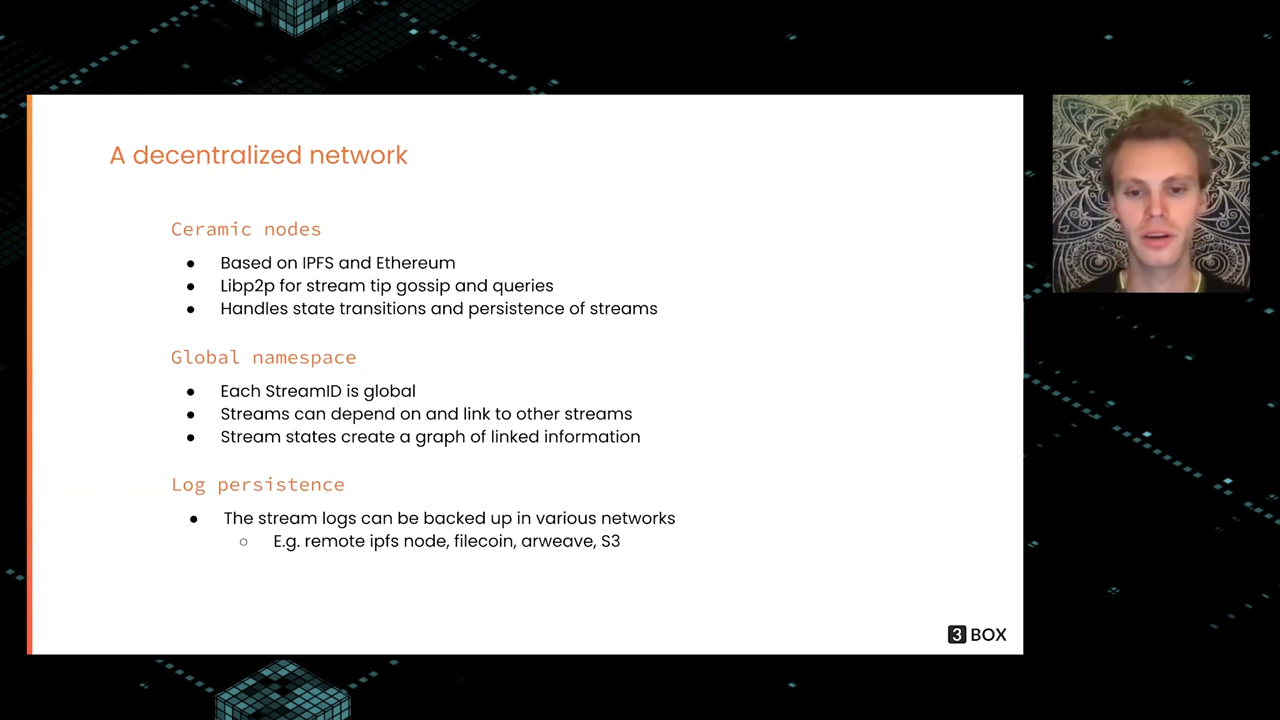 A decentralized network
Ceramic nodes
● Based on IPFS and Ethereum
● Libp2p for stream tip gossip and queries
● Handles state transitions and persistence of streams
Global namespace
● Each StreamID is global
● Streams can depend on and link to other streams
● Stream states create a graph of linked information
Log persistence
● The stream logs can be backed up in various networks
○ E.g. remote ipfs node, filecoin, arweave, S3
3 BOX